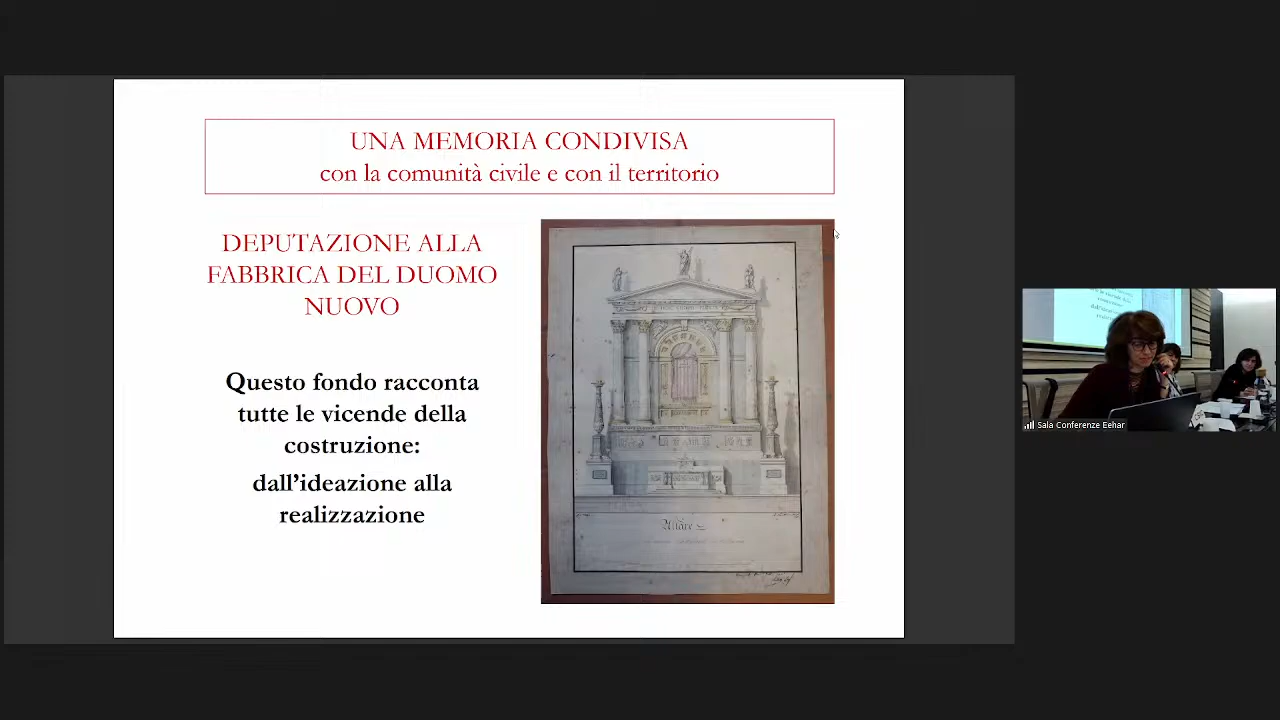 UNA MEMORIA CONDIVISA
con la comunità civile e con il territorio
DEPUTAZIONE ALLA
FABBRICA DEL DUOMO
NUOVO
Questo fondo racconta
tutte le vicende della
costruzione:
dall'ideazione alla
realizzazione
Altare
Sala Conferenze Eehar